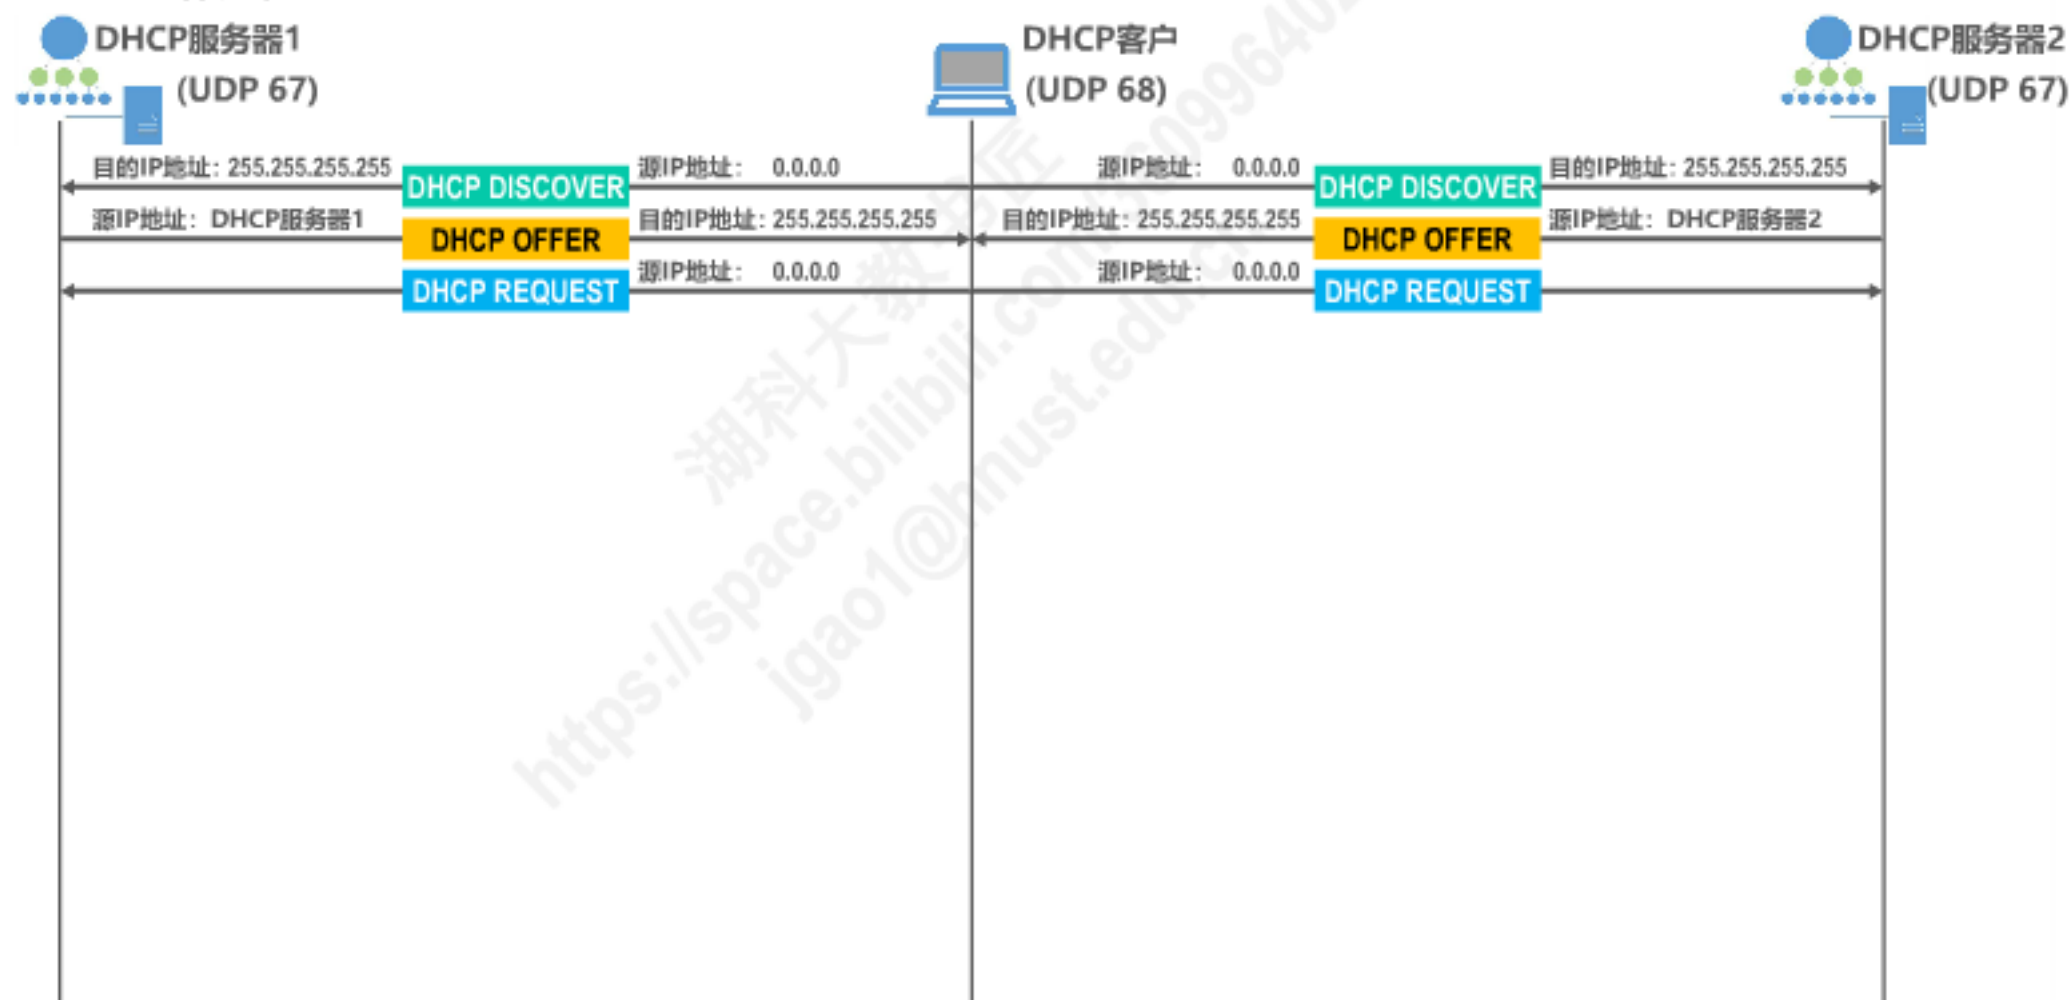 DHCP服务器1
(UDP 67)
DHCP客户
(UDP 68)
DHCP服务器2
(UDP 67)
目的IP地址: 255.255.255.255 DHCP DISCOVER 源IP地址: 0.0.0.0 源IP地址: 0.0.0.0 DHCP DISCOVER 目的IP地址: 255.255.255.255
源IP地址: DHCP服务器1 DHCP OFFER 目的IP地址: 255.255.255.255 目的IP地址: 255.255.255.255 DHCP OFFER 源IP地址: DHCP服务器2
DHCP REQUEST 源IP地址: 0.0.0.0 源IP地址: 0.0.0.0 DHCP REQUEST
湖科大教书匠
https://space.bilibili.com/
jgao1@hnust.edu.cn